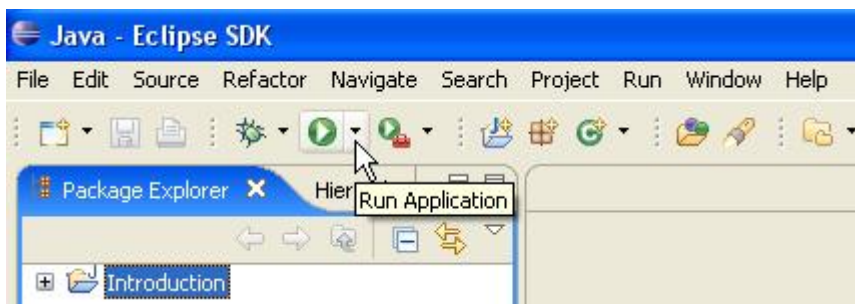 Java - Eclipse SDK
File Edit Source Refactor Navigate Search Project Run Window Help
Package Explorer Hier
Run Application
Introduction